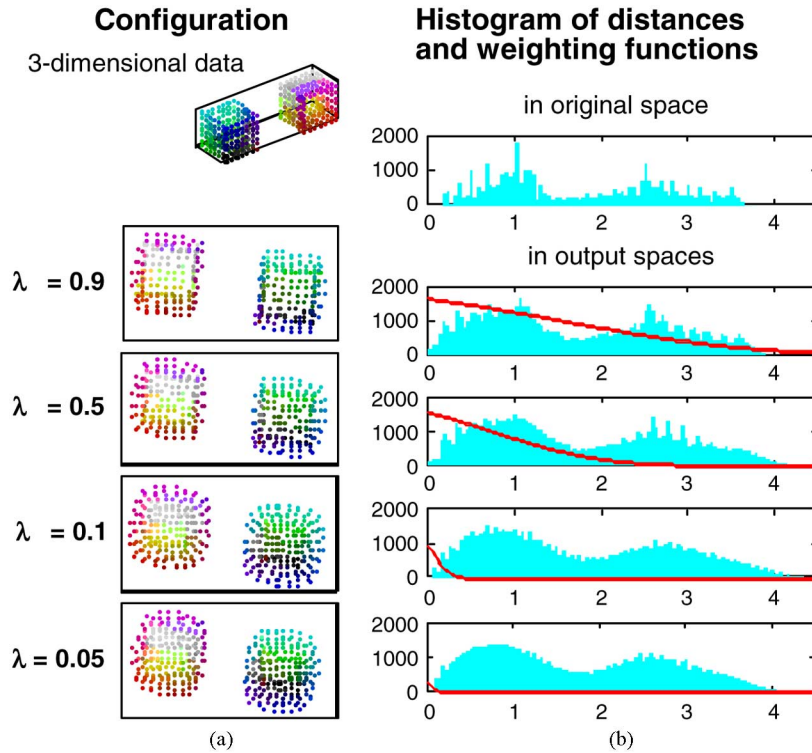 Configuration
3-dimensional data
λ = 0.9
λ = 0.5
λ = 0.1
λ = 0.05
(a)
Histogram of distances
and weighting functions
in original space
2000
1000
0
0 1 2 3 4
in output spaces
2000
1000
0
0 1 2 3 4
2000
1000
0
0 1 2 3 4
2000
1000
0
0 1 2 3 4
2000
1000
0
0 1 2 3 4
(b)